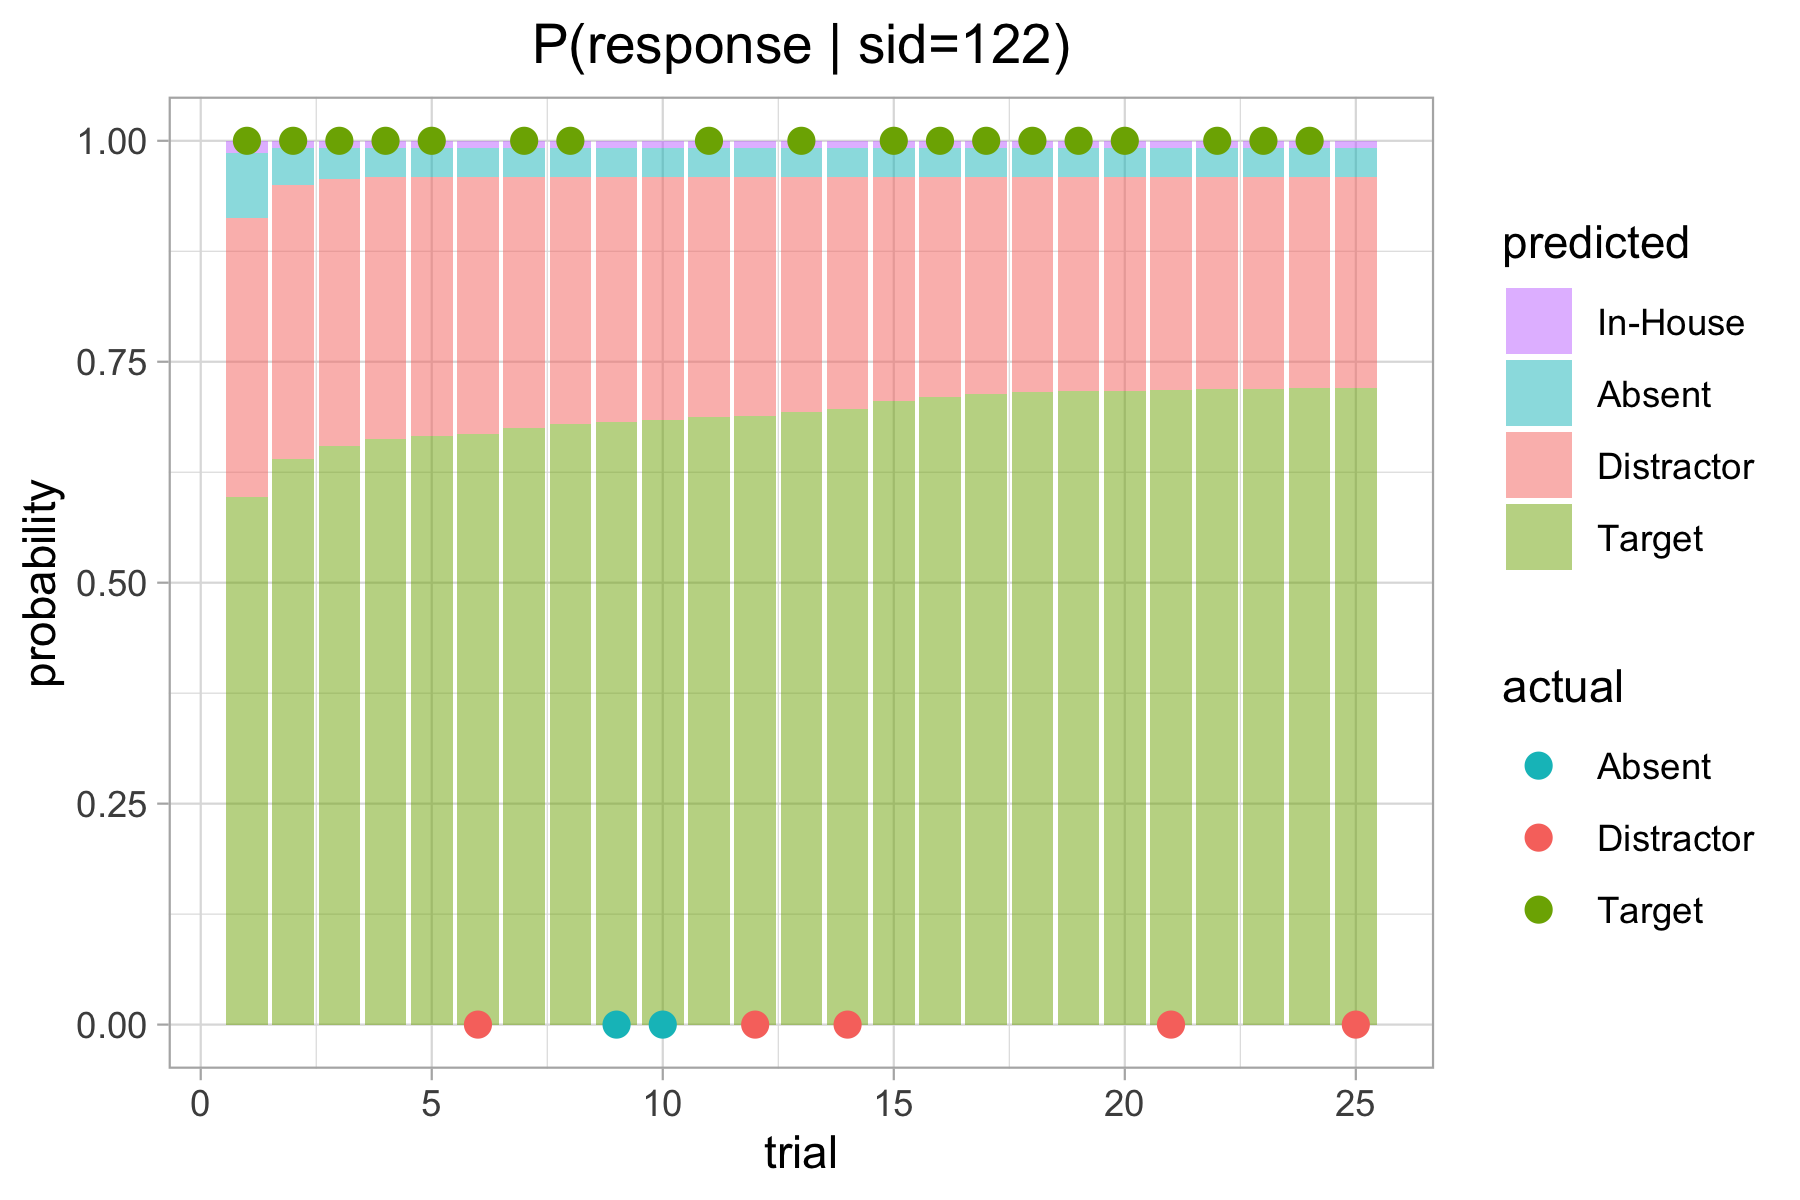 P(response | sid=122)
probability
1.00
0.75
0.50
0.25
0.00
0 5 10 15 20 25
trial
predicted
In-House
Absent
Distractor
Target
actual
Absent
Distractor
Target